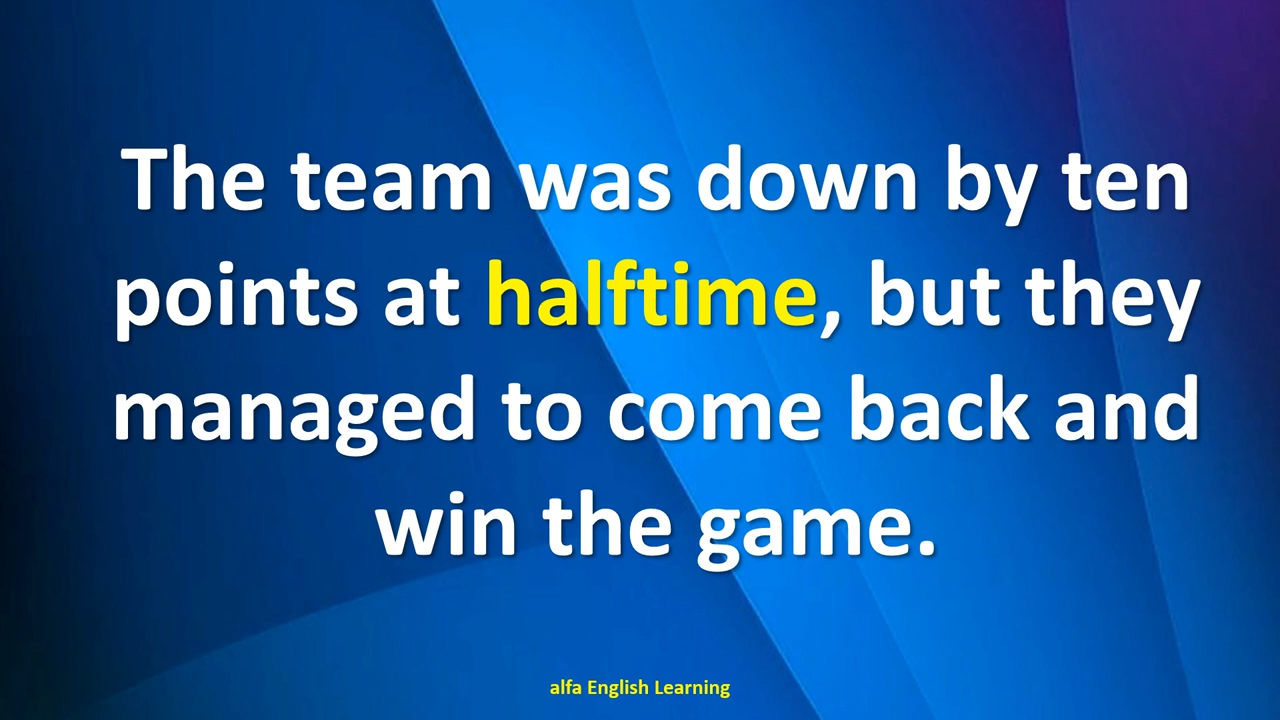 The team was down by ten
points at halftime, but they
managed to come back and
win the game.
alfa English Learning